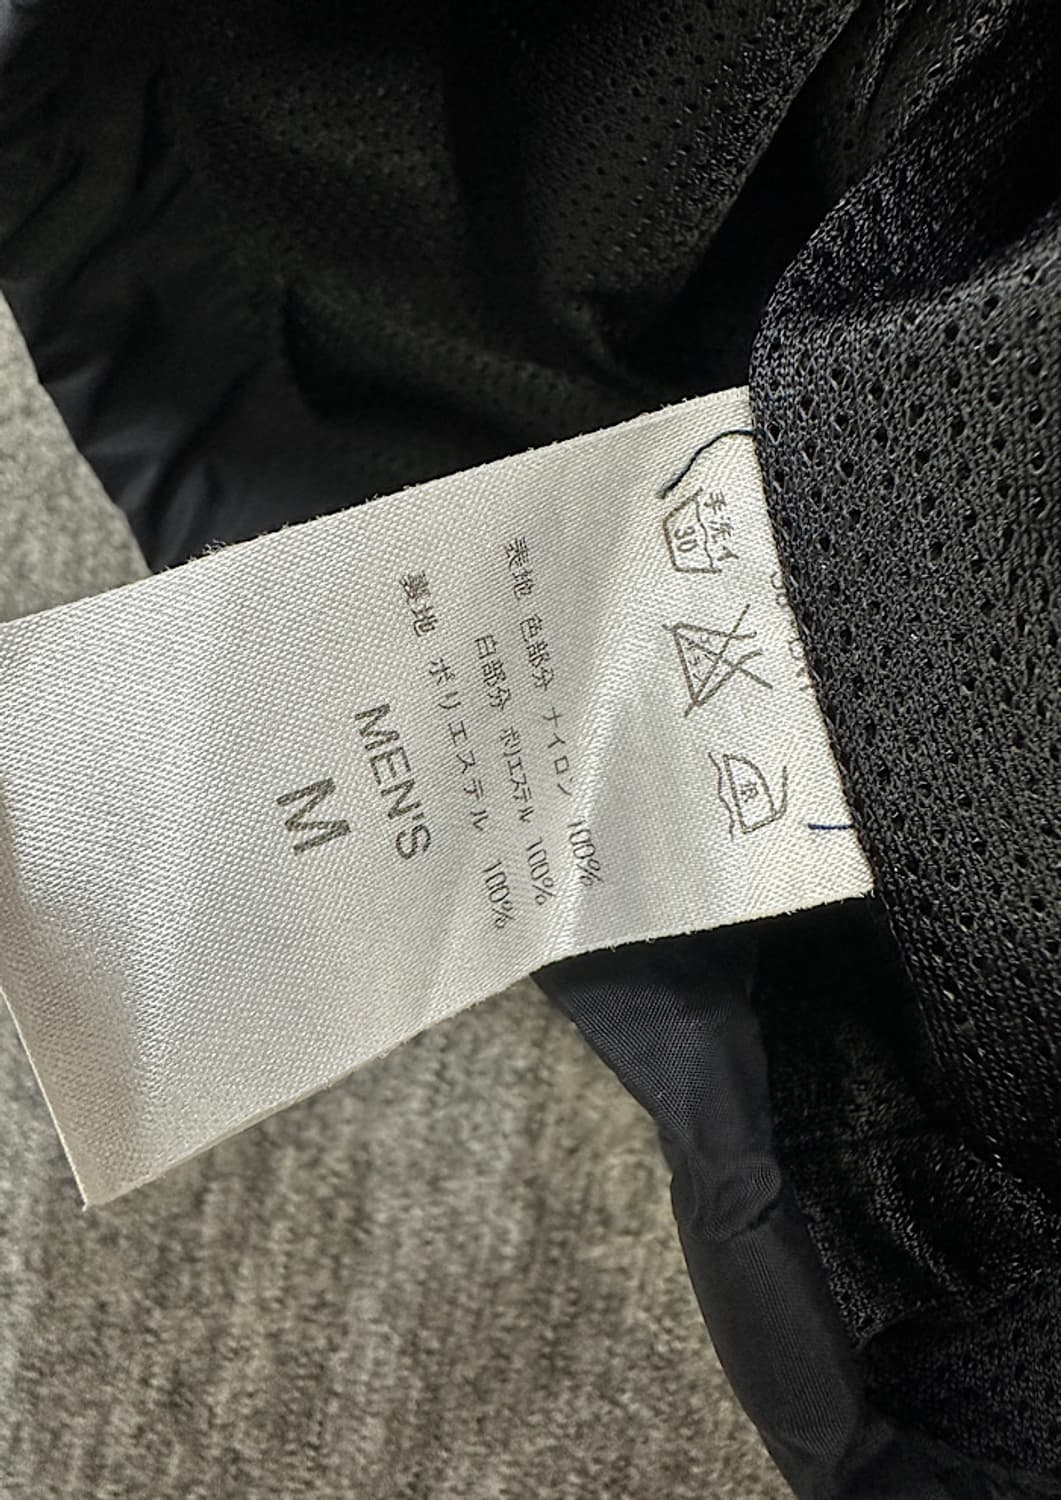 手洗イ
30
表地 色部分 ナイロン 100%
白部分 ポリエステル 100%
裏地 ポリエステル 100%
MEN'S
M